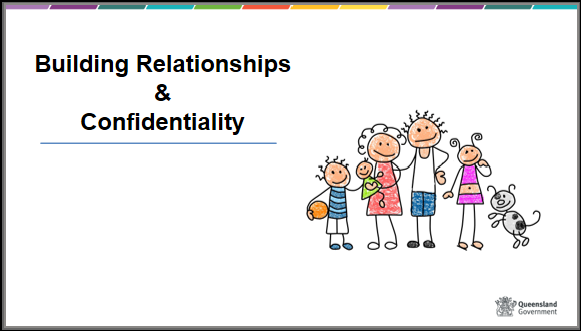 Building Relationships
&
Confidentiality
Queensland
Government